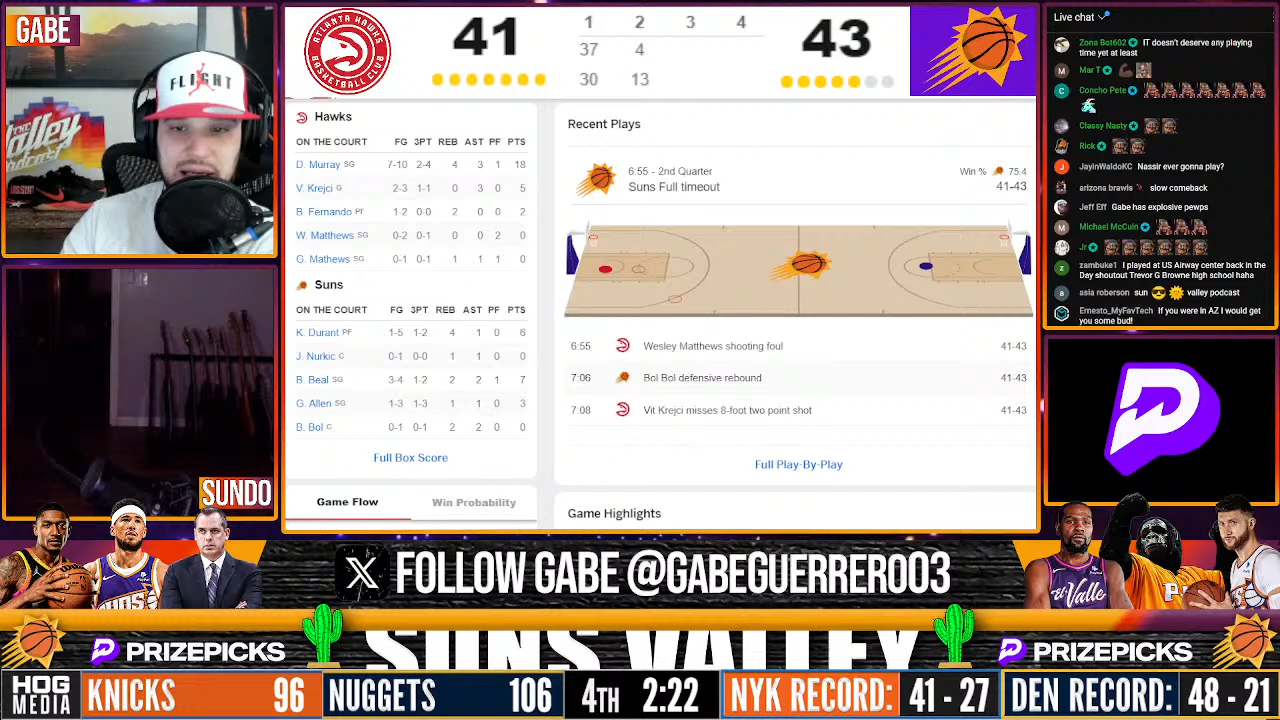 GABE
FLIGHT
The Valley
Podcast
ATLANTA HAWKS
BASKETBALL CLUB
41
1 2 3 4
37 4
30 13
43
Hawks
ON THE COURT FG 3PT REB AST PF PTS
D. Murray SG 7-10 2-4 4 3 1 18
V. Krejci G 2-3 1-1 0 3 0 5
B. Fernando PF 1-2 0-0 2 0 0 2
W. Matthews SG 0-2 0-1 0 0 2 0
G. Mathews SG 0-1 0-1 1 1 1 0
Suns
ON THE COURT FG 3PT REB AST PF PTS
K. Durant PF 1-5 1-2 4 1 0 6
J. Nurkic C 0-1 0-0 1 1 0 0
B. Beal SG 3-4 1-2 2 2 1 7
G. Allen SG 1-3 1-3 1 1 0 3
B. Bol C 0-1 0-1 2 2 0 0
Full Box Score
Game Flow Win Probability
Recent Plays
6:55 - 2nd Quarter
Suns Full timeout
Win % 75.4
41-43
6:55 Wesley Matthews shooting foul 41-43
7:06 Bol Bol defensive rebound 41-43
7:08 Vit Krejci misses 8-foot two point shot 41-43
Full Play-By-Play
Game Highlights
Live chat
Zona Bot602 IT doesn't deserve any playing
time yet at least
M Mar T
C Concho Pete
Classy Nasty
Rick
J JayinWaldoKC Nassir ever gonna play?
arizona brawls slow comeback
Jeff Eff Gabe has explosive pewps
M Michael McCuin
Jr
z zambuke1 I played at US Airway center back in the
Day shoutout Trevor G Browne high school haha
a asia roberson sun valley podcast
Ernesto_MyFavTech If you were in AZ I would get
you some bud!
SUNDO
P
X FOLLOW GABE @GABEGUERRERO03
SUNS
El Valle
PRIZEPICKS
SUNS VALLEY
PRIZEPICKS
HOG
MEDIA
KNICKS 96 NUGGETS 106 4TH 2:22 NYK RECORD: 41 - 27 DEN RECORD: 48 - 21